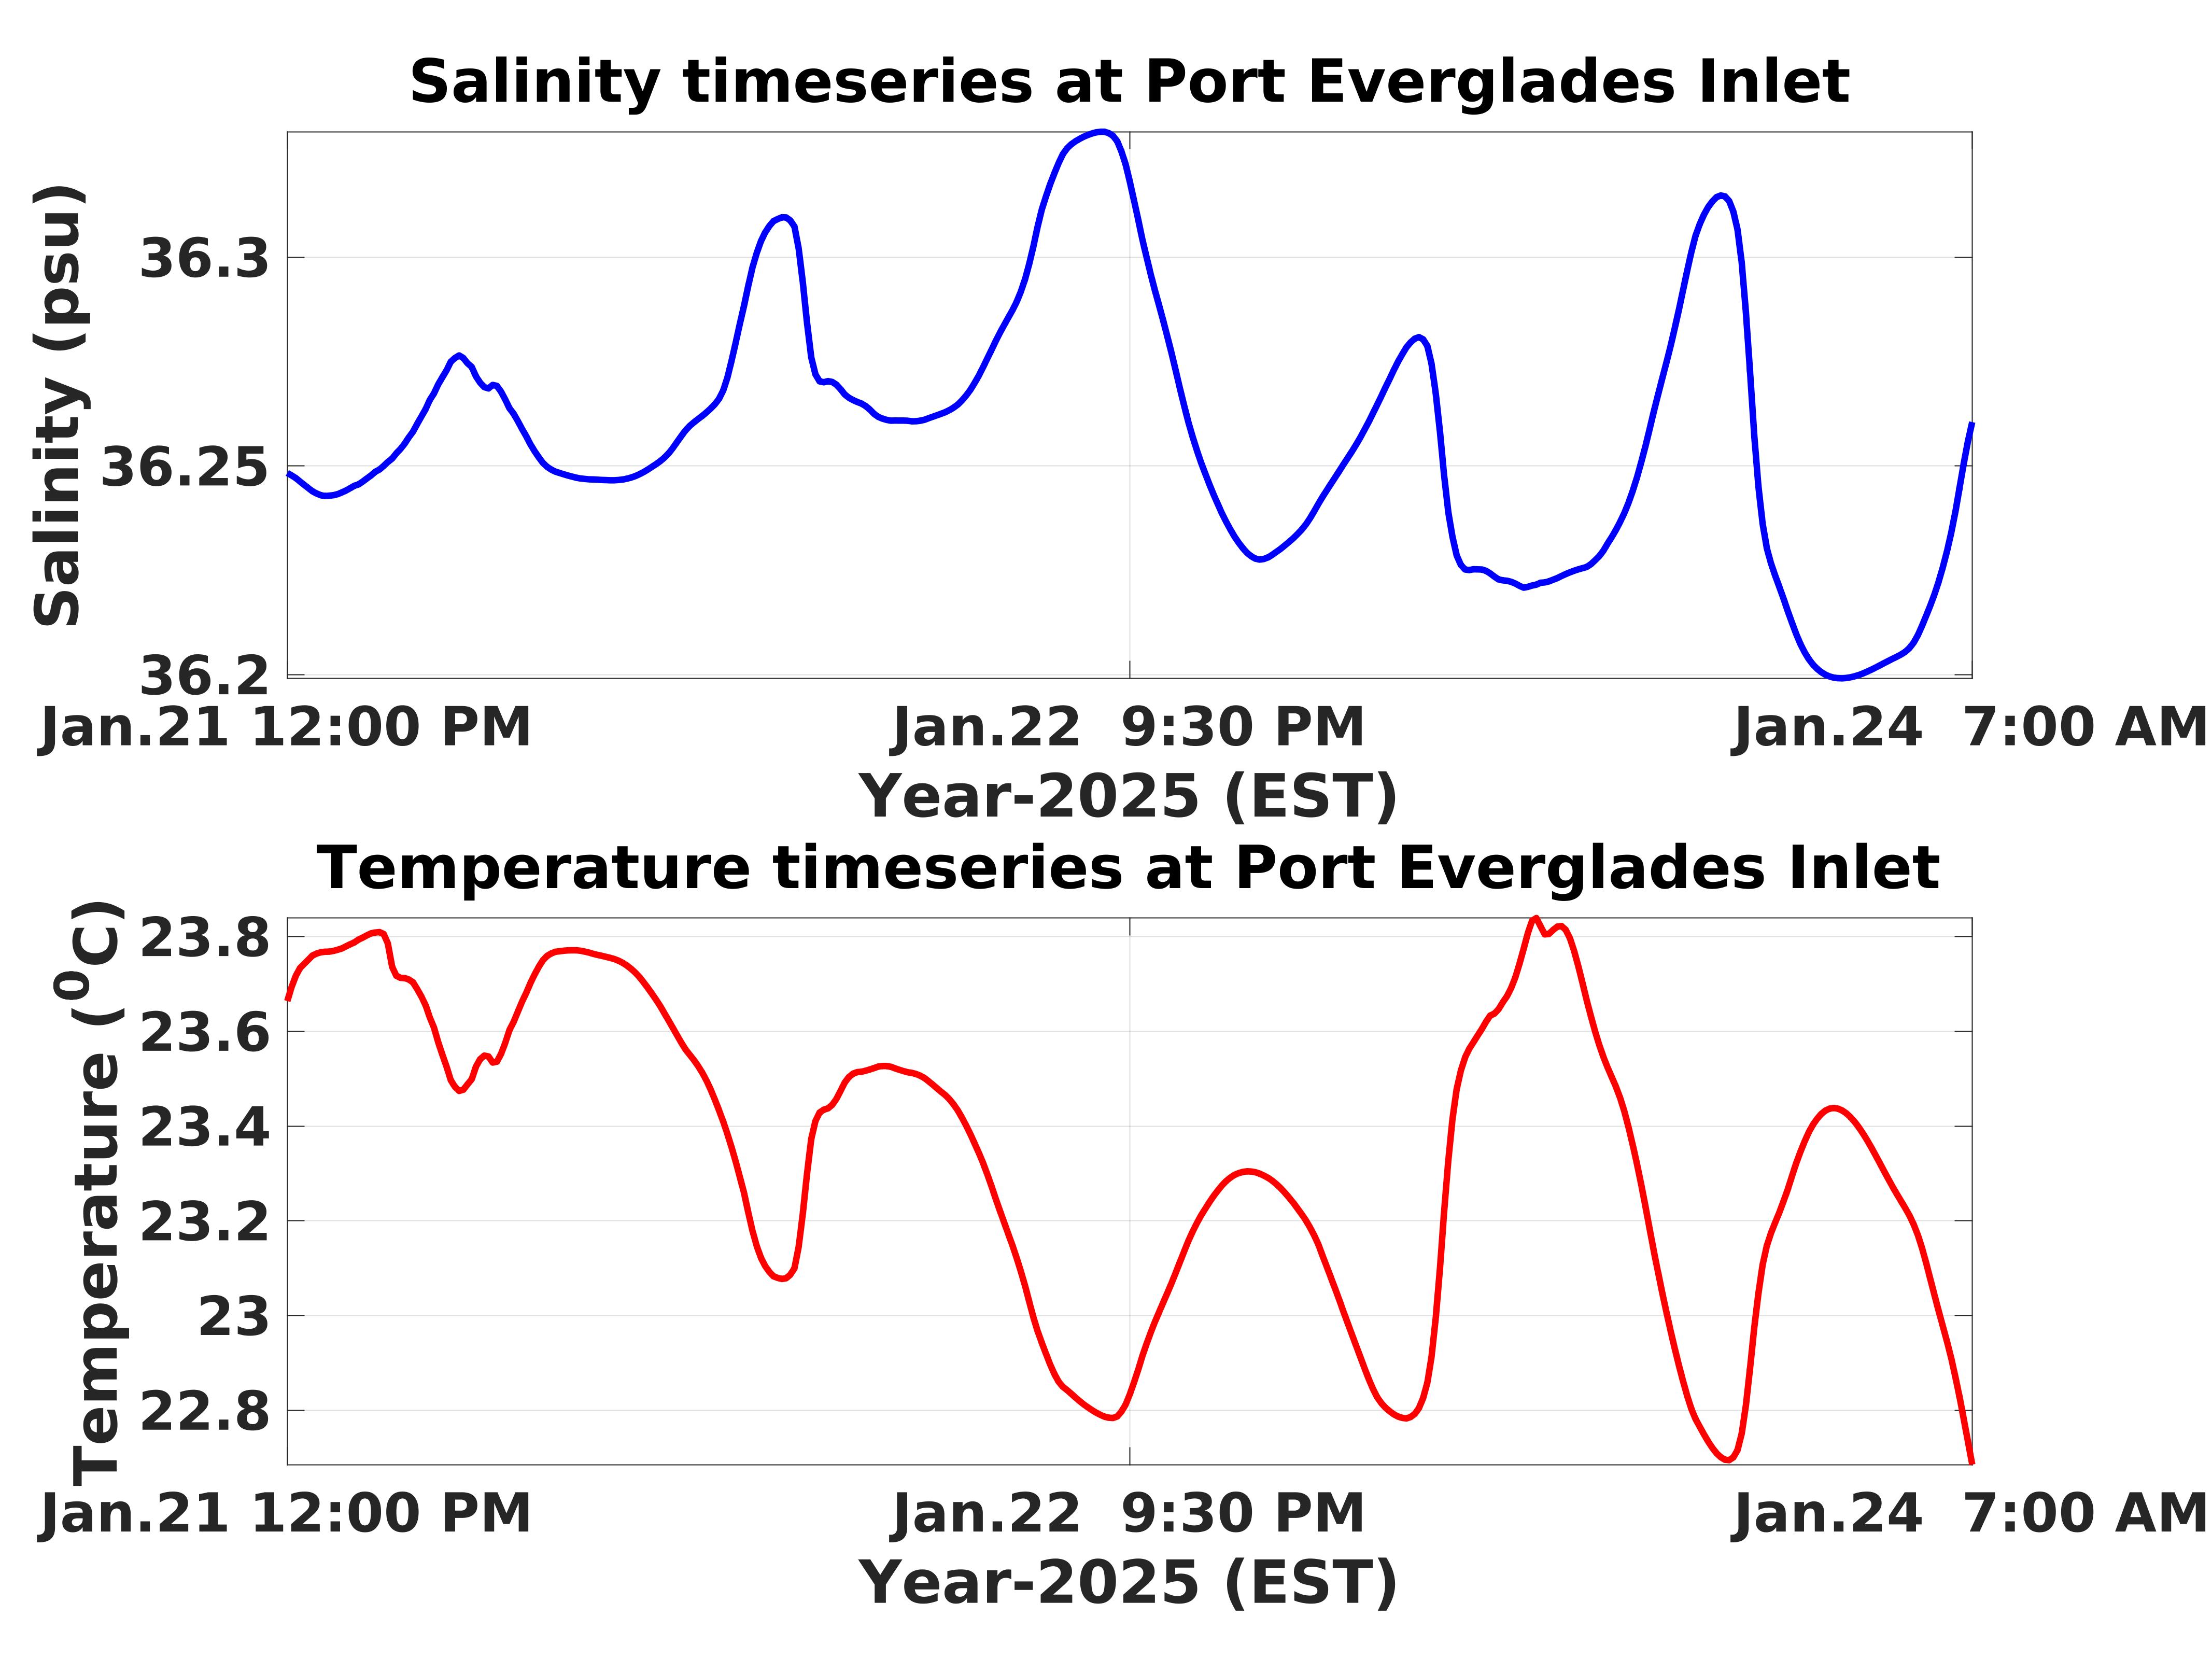 Salinity timeseries at Port Everglades Inlet
Salinity (psu)
36.3
36.25
36.2
Jan.21 12:00 PM
Jan.22 9:30 PM
Jan.24 7:00 AM
Year-2025 (EST)
Temperature timeseries at Port Everglades Inlet
Temperature (⁰C)
23.8
23.6
23.4
23.2
23
22.8
Jan.21 12:00 PM
Jan.22 9:30 PM
Jan.24 7:00 AM
Year-2025 (EST)